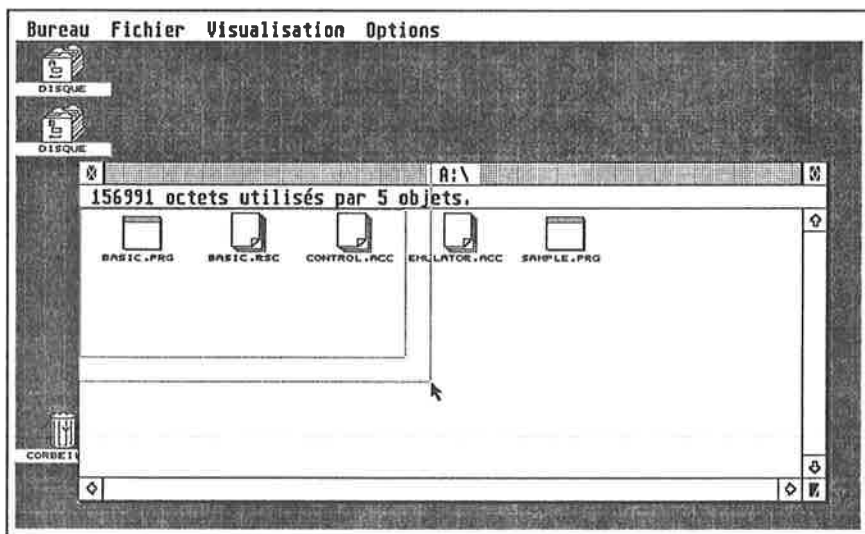 Bureau Fichier Visualisation Options
A
DISQUE
B
DISQUE
A:\
156991 octets utilisés par 5 objets.
BASIC.PRG BASIC.RSC CONTROL.ACC EMULATOR.ACC SAMPLE.PRG